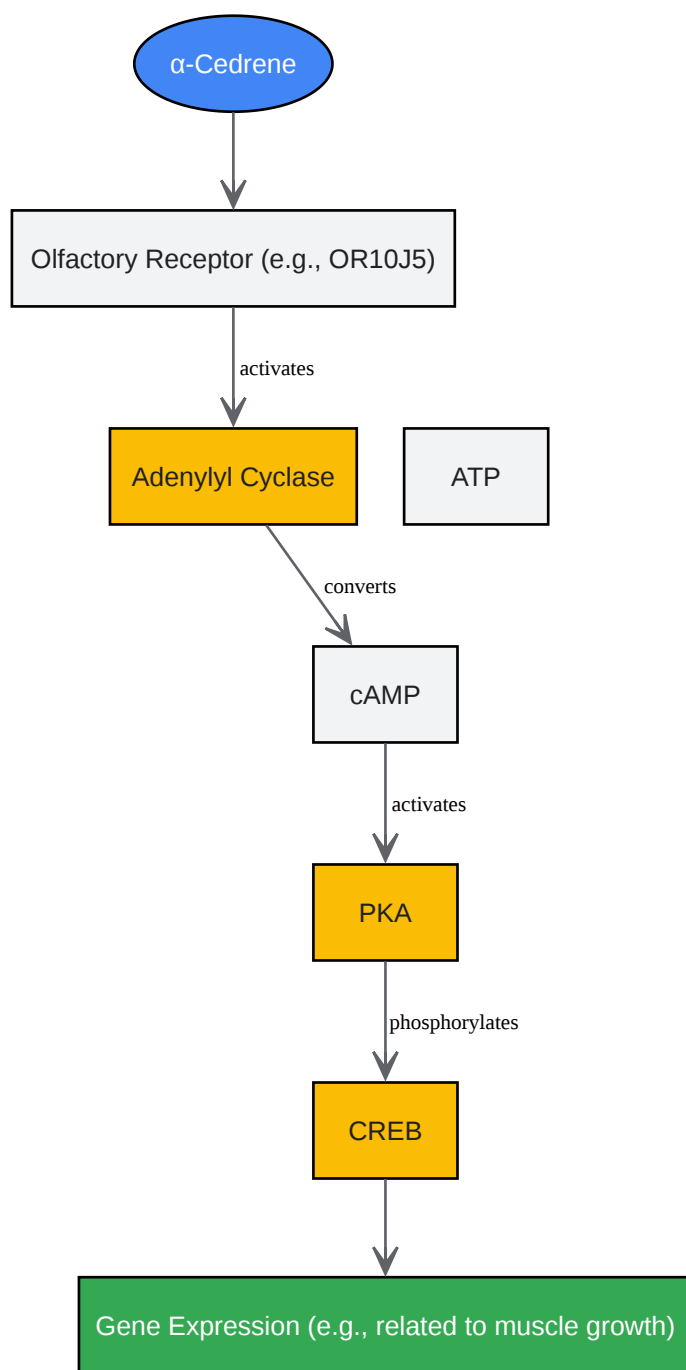 α-Cedrene
Olfactory Receptor (e.g., OR10J5)
activates
Adenylyl Cyclase
ATP
converts
cAMP
activates
PKA
phosphorylates
CREB
Gene Expression (e.g., related to muscle growth)